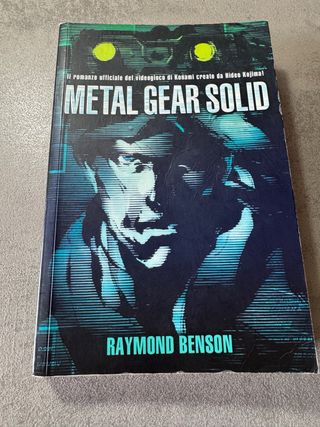 Il romanzo ufficiale del videogioco di Konami creato da Hideo Kojima!
METAL GEAR SOLID
RAYMOND BENSON